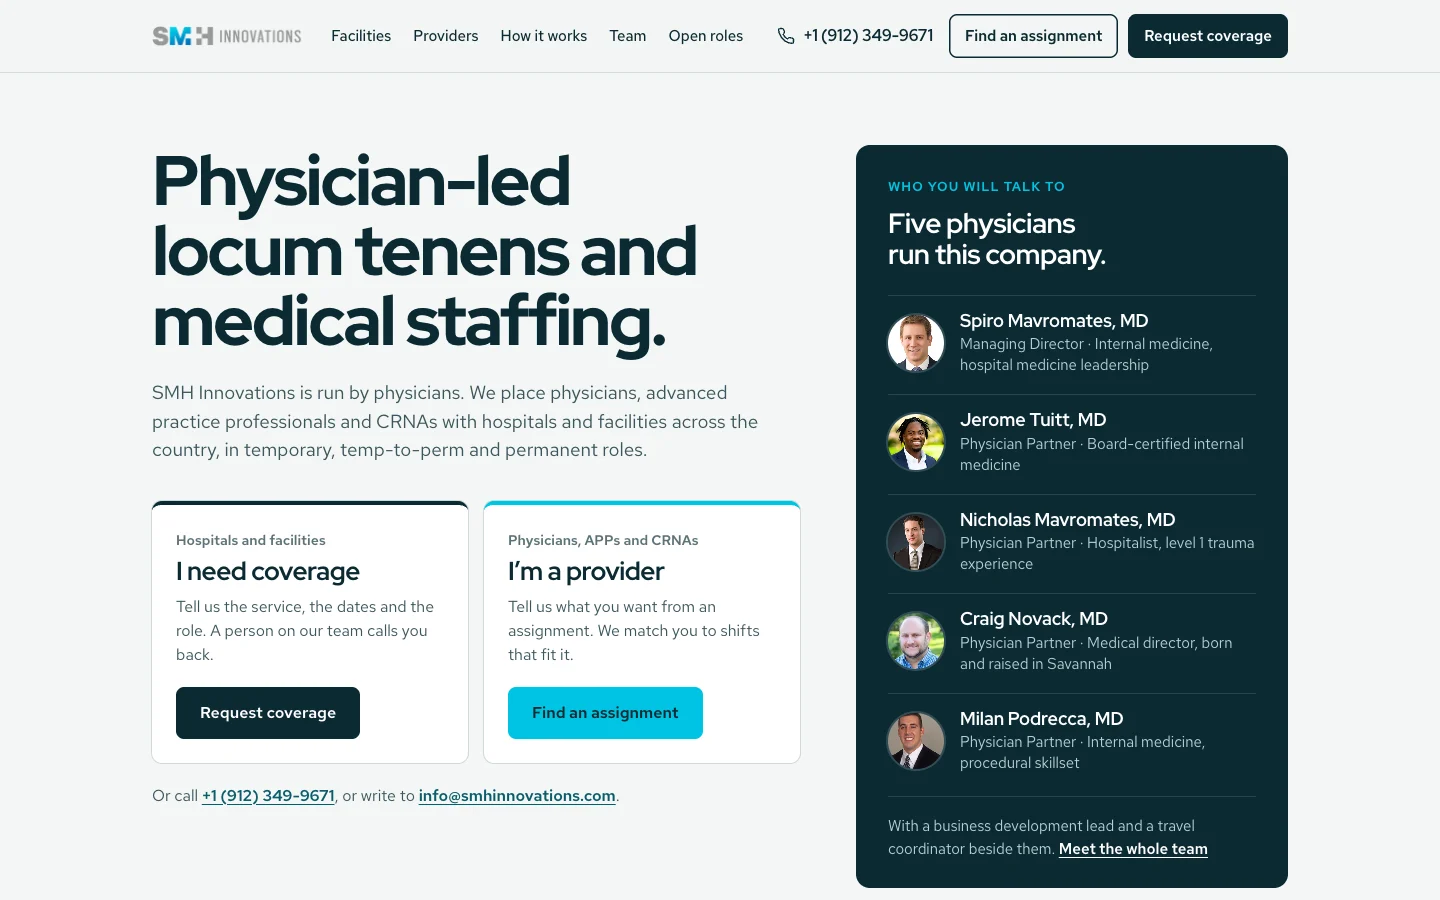 SMH INNOVATIONS
Facilities
Providers
How it works
Team
Open roles
+1 (912) 349-9671
Find an assignment
Request coverage
Physician-led
locum tenens and
medical staffing.
SMH Innovations is run by physicians. We place physicians, advanced
practice professionals and CRNAs with hospitals and facilities across the
country, in temporary, temp-to-perm and permanent roles.
Hospitals and facilities
I need coverage
Tell us the service, the dates and the
role. A person on our team calls you
back.
Request coverage
Physicians, APPs and CRNAs
I’m a provider
Tell us what you want from an
assignment. We match you to shifts
that fit it.
Find an assignment
Or call +1 (912) 349-9671, or write to info@smhinnovations.com.
WHO YOU WILL TALK TO
Five physicians
run this company.
Spiro Mavromates, MD
Managing Director · Internal medicine,
hospital medicine leadership
Jerome Tuitt, MD
Physician Partner · Board-certified internal
medicine
Nicholas Mavromates, MD
Physician Partner · Hospitalist, level 1 trauma
experience
Craig Novack, MD
Physician Partner · Medical director, born
and raised in Savannah
Milan Podrecca, MD
Physician Partner · Internal medicine,
procedural skillset
With a business development lead and a travel
coordinator beside them. Meet the whole team